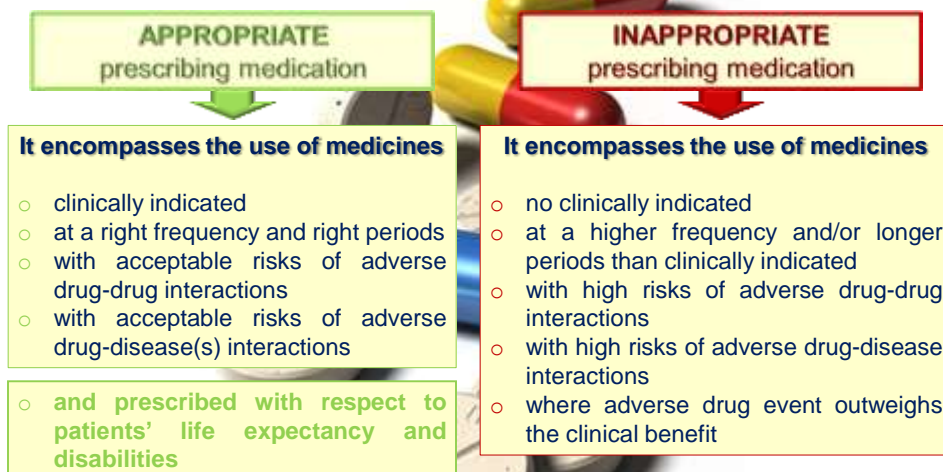 APPROPRIATE
prescribing medication
It encompasses the use of medicines
○ clinically indicated
○ at a right frequency and right periods
○ with acceptable risks of adverse
drug-drug interactions
○ with acceptable risks of adverse
drug-disease(s) interactions
○ and prescribed with respect to
patients’ life expectancy and
disabilities
INAPPROPRIATE
prescribing medication
It encompasses the use of medicines
○ no clinically indicated
○ at a higher frequency and/or longer
periods than clinically indicated
○ with high risks of adverse drug-drug
interactions
○ with high risks of adverse drug-disease
interactions
○ where adverse drug event outweighs
the clinical benefit